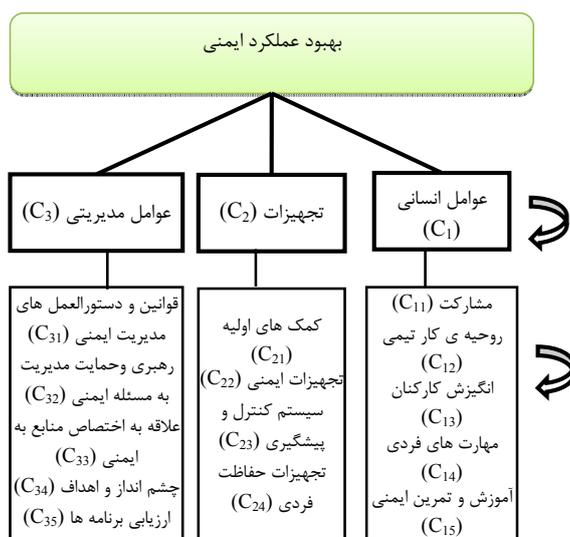 بهبود عملکرد ایمنی
عوامل انسانی
(C₁)
تجهیزات (C₂)
عوامل مدیریتی (C₃)
مشارکت (C₁₁)
روحیه ی کار تیمی
(C₁₂)
انگیزش کارکنان
(C₁₃)
مهارت های فردی
(C₁₄)
آموزش و تمرین ایمنی
(C₁₅)
کمک های اولیه
(C₂₁)
تجهیزات ایمنی (C₂₂)
سیستم کنترل و
پیشگیری (C₂₃)
تجهیزات حفاظت
فردی (C₂₄)
قوانین و دستورالعمل های
مدیریت ایمنی (C₃₁)
رهبری وحمایت مدیریت
به مسئله ایمنی (C₃₂)
علاقه به اختصاص منابع به
ایمنی (C₃₃)
چشم انداز و اهداف (C₃₄)
ارزیابی برنامه ها (C₃₅)